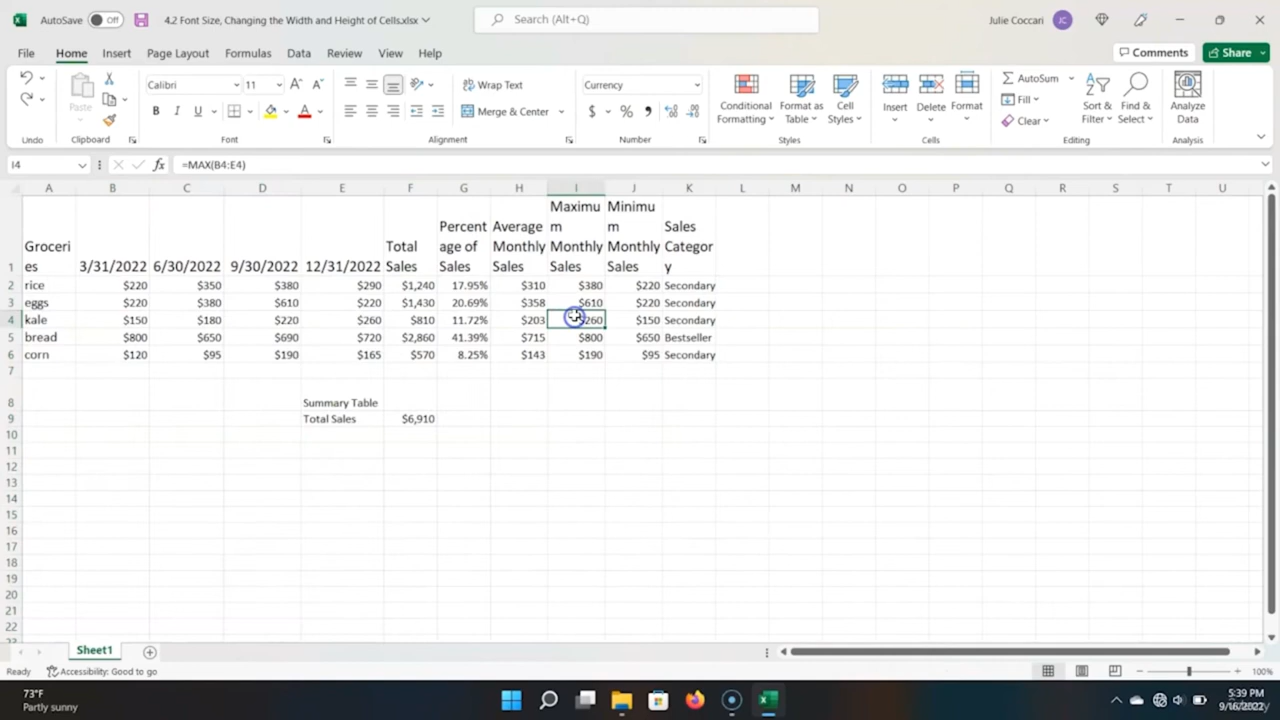 AutoSave Off 4.2 Font Size, Changing the Width and Height of Cells.xlsx Search (Alt+Q) Julie Coccari JC
File Home Insert Page Layout Formulas Data Review View Help Comments Share
Calibri 11 Wrap Text Currency AutoSum
Paste B I U Merge & Center $ % Conditional Formatting Format as Table Cell Styles Insert Delete Format Fill Clear Sort & Filter Find & Select Analyze Data
Undo Clipboard Font Alignment Number Styles Cells Editing Analysis
I4 fx =MAX(B4:E4)
A B C D E F G H I J K L M N O P Q R S T U
Maximu Minimu
Percent Average m m Sales
Groceri Total age of Monthly Monthly Monthly Categor
1 es 3/31/2022 6/30/2022 9/30/2022 12/31/2022 Sales Sales Sales Sales Sales y
2 rice $220 $350 $380 $290 $1,240 17.95% $310 $380 $220 Secondary
3 eggs $220 $380 $610 $220 $1,430 20.69% $358 $610 $220 Secondary
4 kale $150 $180 $220 $260 $810 11.72% $203 $260 $150 Secondary
5 bread $800 $650 $690 $720 $2,860 41.39% $715 $800 $650 Bestseller
6 corn $120 $95 $190 $165 $570 8.25% $143 $190 $95 Secondary
7
8 Summary Table
9 Total Sales $6,910
10
11
12
13
14
15
16
17
18
19
20
21
22
Sheet1
Ready Accessibility: Good to go 100%
73°F 5:39 PM
Partly sunny 9/16/2022